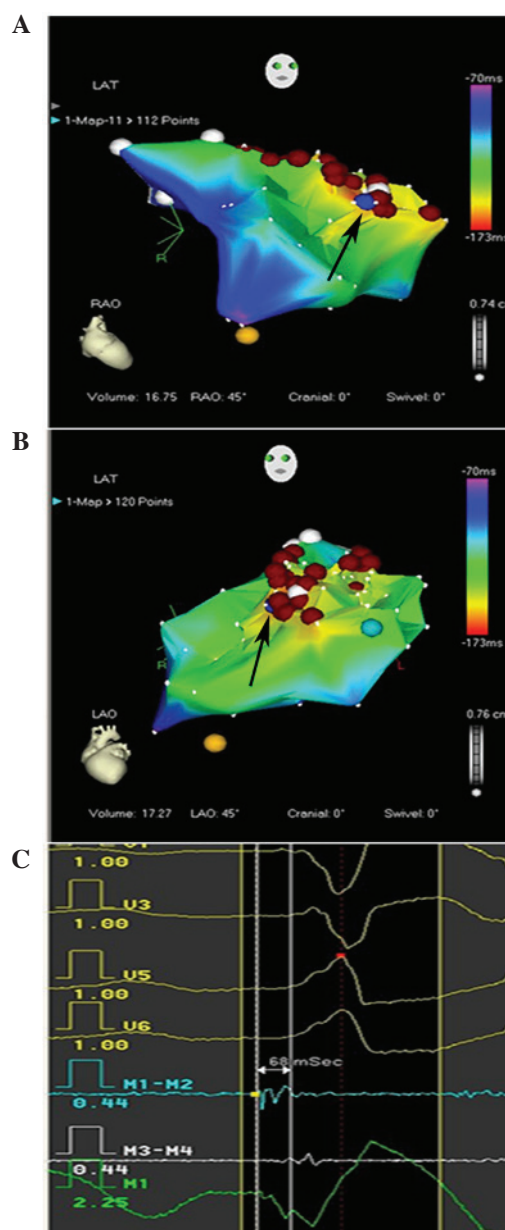 A
LAT
-70ms
1-Map-11 > 112 Points
R
-173ms
RAO
0.74 c
Volume: 16.75 RAO: 45° Cranial: 0° Swivel: 0°
B
LAT
-70ms
1-Map > 120 Points
R
L
-173ms
LAO
0.76 cm
Volume: 17.27 LAO: 45° Cranial: 0° Swivel: 0°
C
1.00
V3
1.00
V5
1.00
V6
1.00
68 mSec
M1-M2
0.44
M3-M4
0.44
M1
2.25